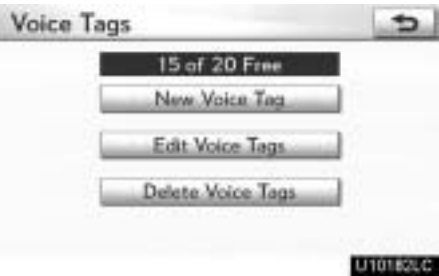 Voice Tags
15 of 20 Free
New Voice Tag
Edit Voice Tags
Delete Voice Tags
U10182LC